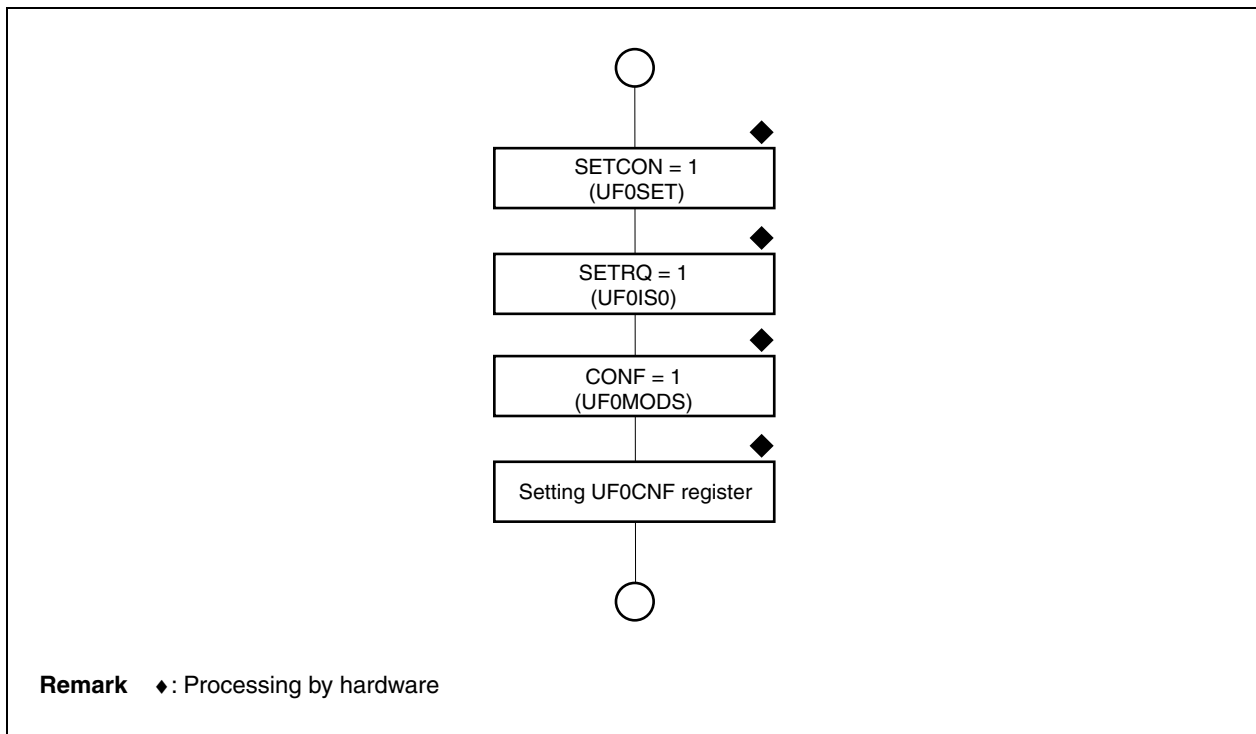 SETCON = 1
(UF0SET)
SETRQ = 1
(UF0IS0)
CONF = 1
(UF0MODS)
Setting UF0CNF register
Remark ♦: Processing by hardware